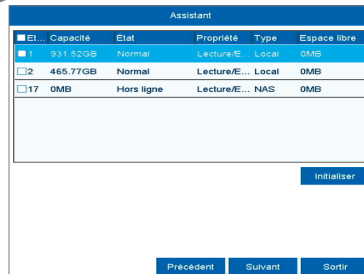 Assistant
Et... Capacité État Propriété Type Espace libre
1 931.52GB Normal Lecture/E... Local 0MB
2 465.77GB Normal Lecture/E... Local 0MB
17 0MB Hors ligne Lecture/E... NAS 0MB
Initialiser
Précédent Suivant Sortir